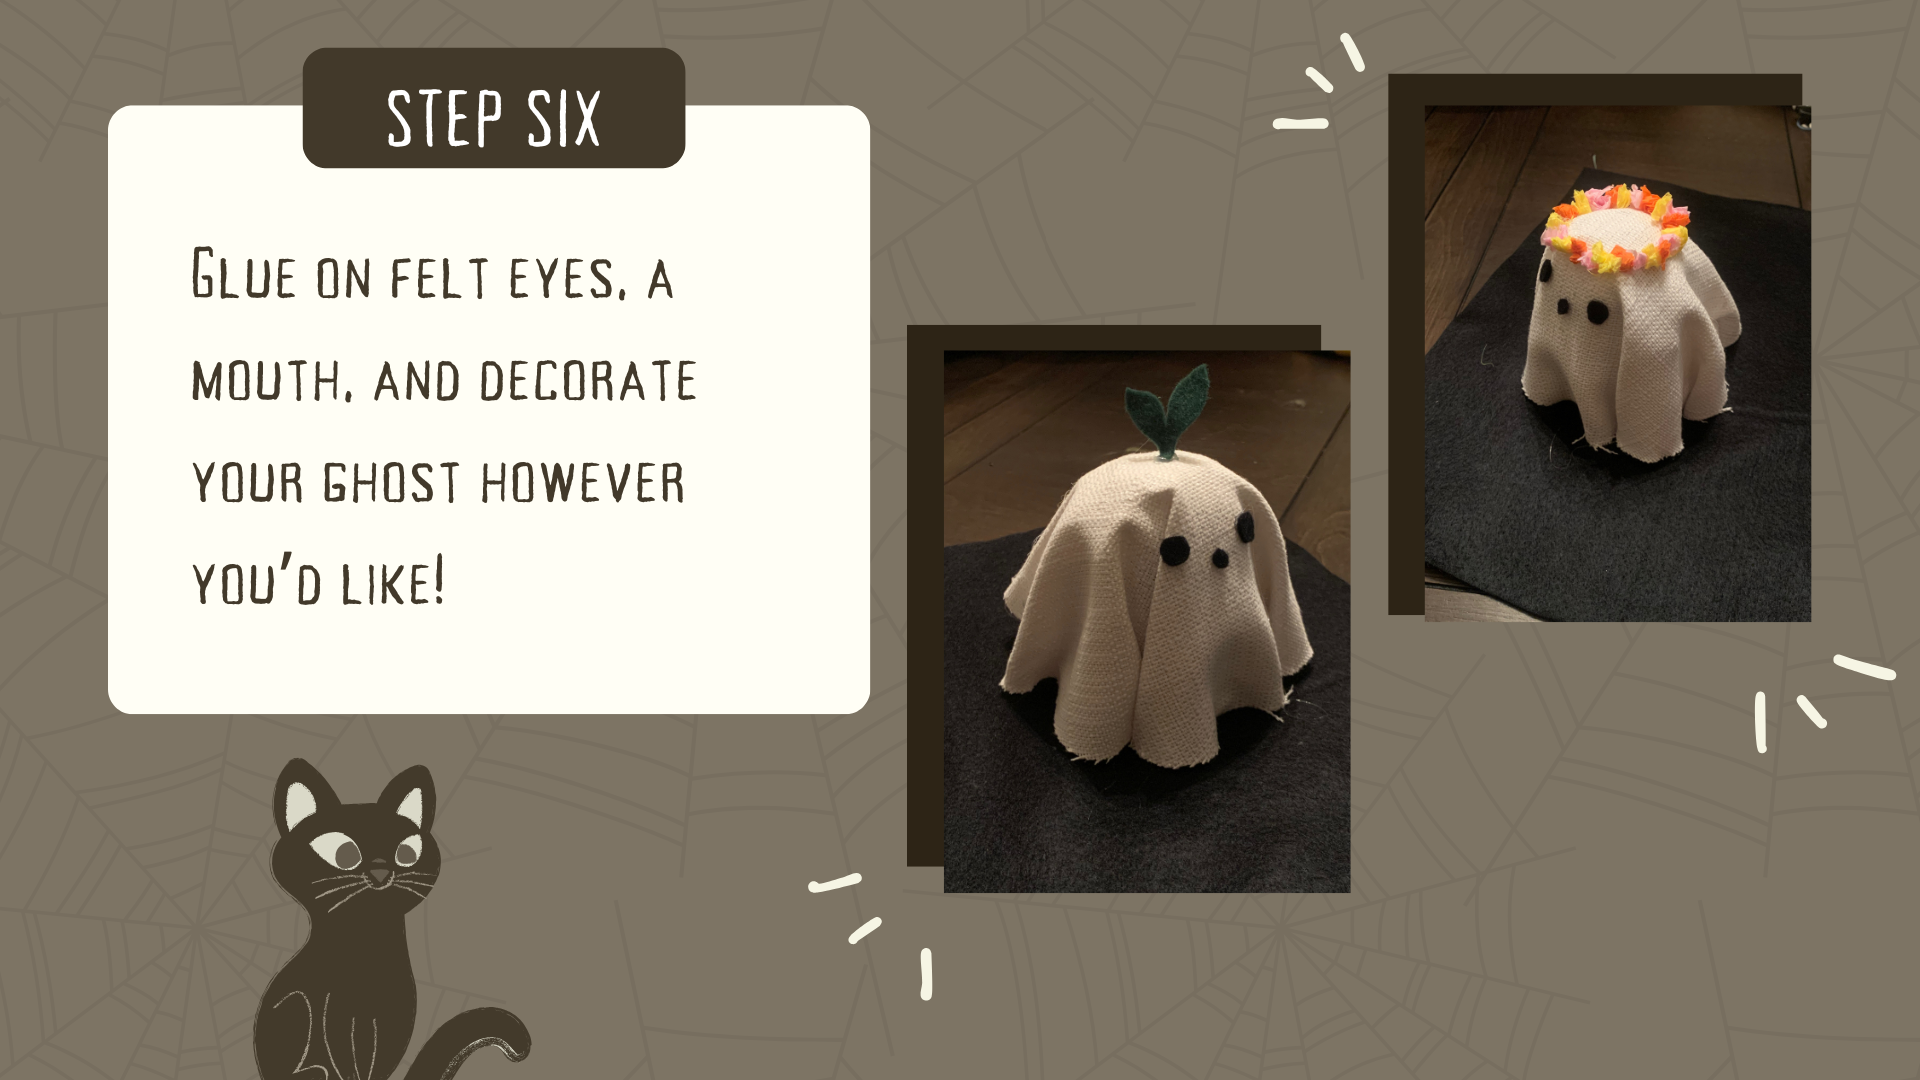 STEP SIX
GLUE ON FELT EYES, A
MOUTH, AND DECORATE
YOUR GHOST HOWEVER
YOU'D LIKE!